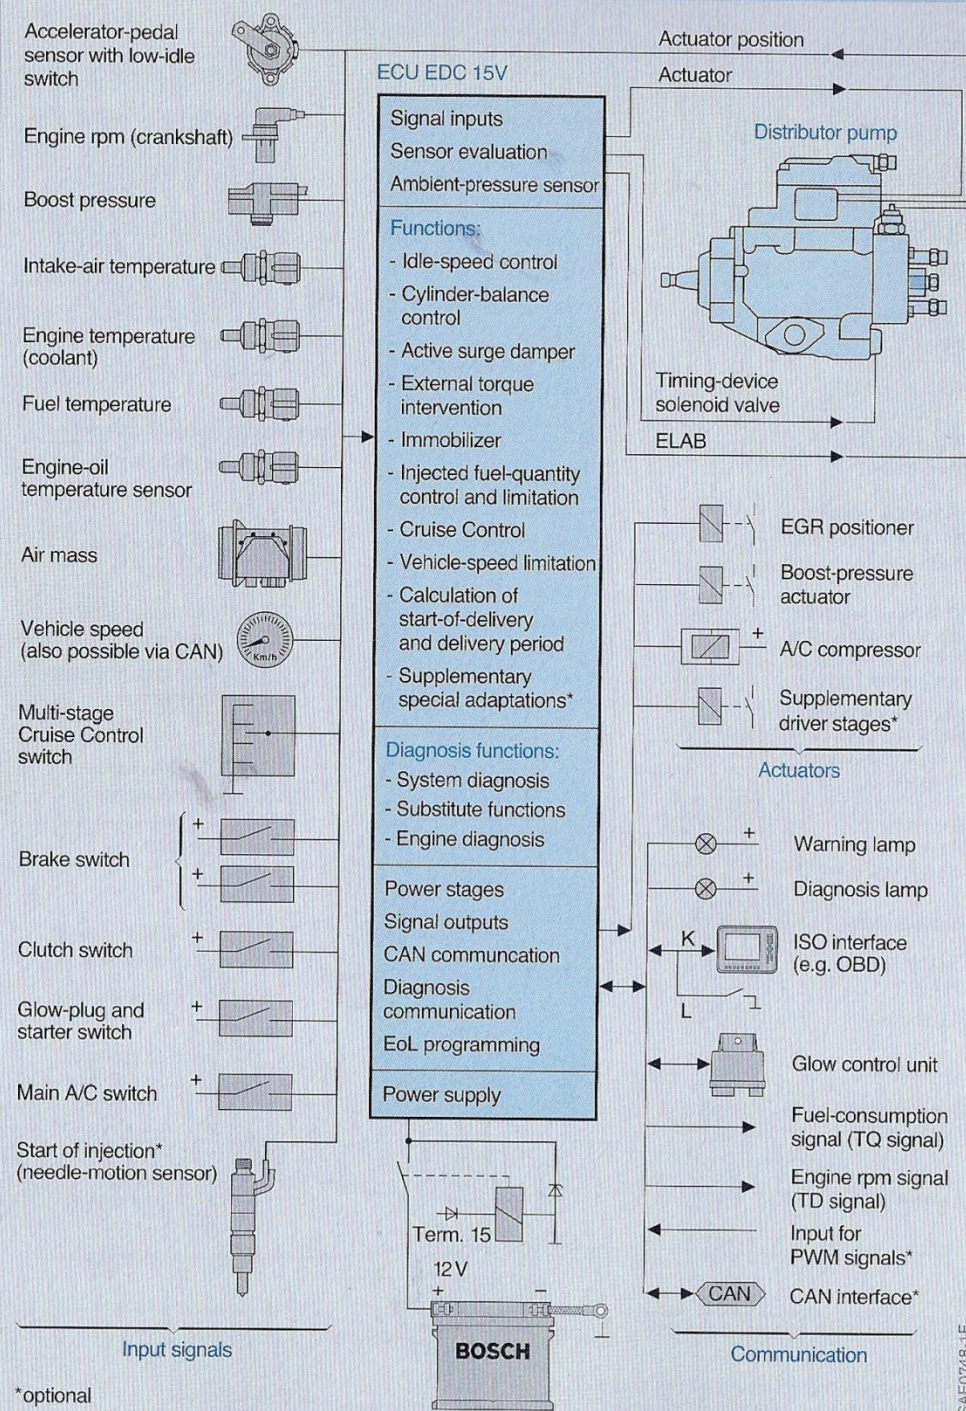 Accelerator-pedal
sensor with low-idle
switch
Engine rpm (crankshaft)
Boost pressure
Intake-air temperature
Engine temperature
(coolant)
Fuel temperature
Engine-oil
temperature sensor
Air mass
Vehicle speed
(also possible via CAN)
Km/h
Multi-stage
Cruise Control
switch
Brake switch
+
+
Clutch switch
+
Glow-plug and
starter switch
+
Main A/C switch
+
Start of injection*
(needle-motion sensor)
Input signals
*optional
ECU EDC 15V
Signal inputs
Sensor evaluation
Ambient-pressure sensor
Functions:
- Idle-speed control
- Cylinder-balance
control
- Active surge damper
- External torque
intervention
- Immobilizer
- Injected fuel-quantity
control and limitation
- Cruise Control
- Vehicle-speed limitation
- Calculation of
start-of-delivery
and delivery period
- Supplementary
special adaptations*
Diagnosis functions:
- System diagnosis
- Substitute functions
- Engine diagnosis
Power stages
Signal outputs
CAN communcation
Diagnosis
communication
EoL programming
Power supply
Term. 15
12V
+ −
BOSCH
Actuator position
Actuator
Distributor pump
Timing-device
solenoid valve
ELAB
EGR positioner
Boost-pressure
actuator
+
A/C compressor
Supplementary
driver stages*
Actuators
+
Warning lamp
+
Diagnosis lamp
K
L
ISO interface
(e.g. OBD)
Glow control unit
Fuel-consumption
signal (TQ signal)
Engine rpm signal
(TD signal)
Input for
PWM signals*
CAN
CAN interface*
Communication